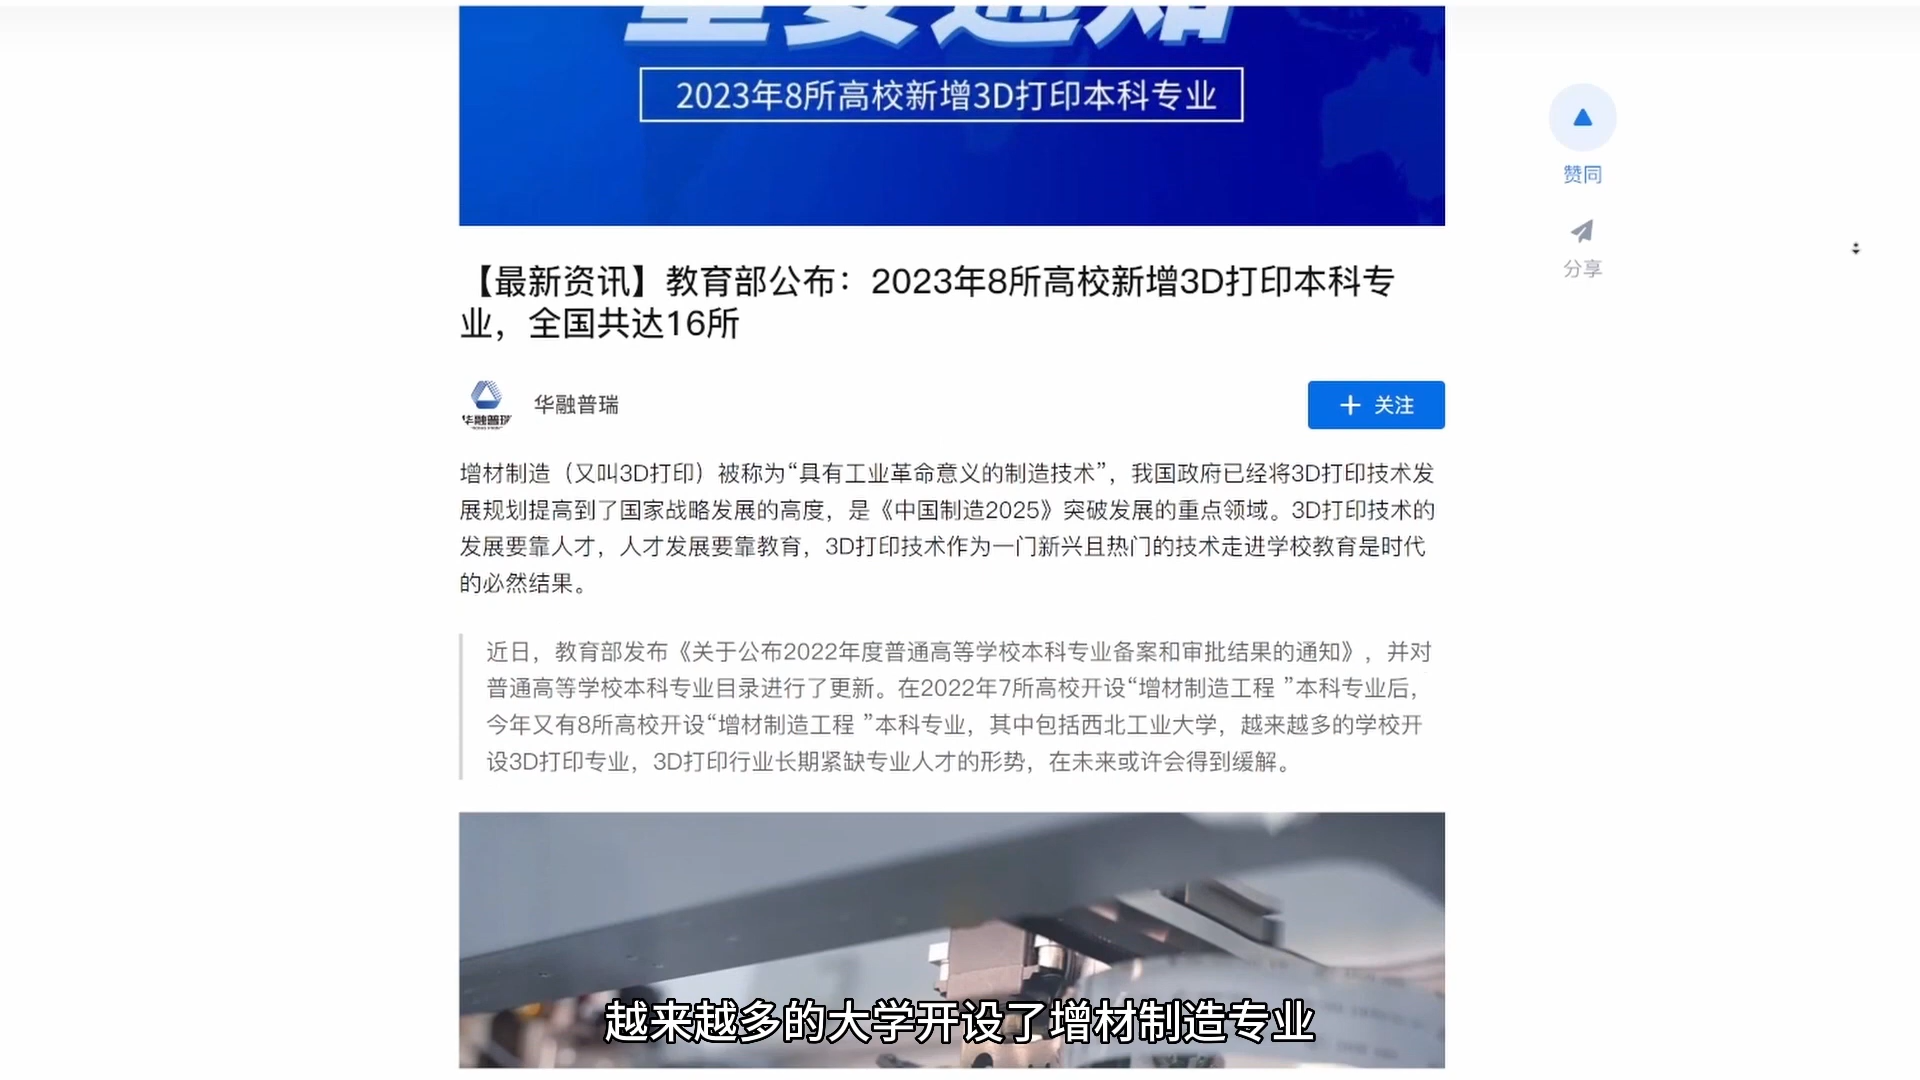 重要通知
2023年8所高校新增3D打印本科专业
赞同
分享
【最新资讯】教育部公布：2023年8所高校新增3D打印本科专
业，全国共达16所
华融普瑞
华融普瑞
关注
增材制造（又叫3D打印）被称为“具有工业革命意义的制造技术”，我国政府已经将3D打印技术发
展规划提高到了国家战略发展的高度，是《中国制造2025》突破发展的重点领域。3D打印技术的
发展要靠人才，人才发展要靠教育，3D打印技术作为一门新兴且热门的技术走进学校教育是时代
的必然结果。
近日，教育部发布《关于公布2022年度普通高等学校本科专业备案和审批结果的通知》，并对
普通高等学校本科专业目录进行了更新。在2022年7所高校开设“增材制造工程 ”本科专业后，
今年又有8所高校开设“增材制造工程 ”本科专业，其中包括西北工业大学，越来越多的学校开
设3D打印专业，3D打印行业长期紧缺专业人才的形势，在未来或许会得到缓解。
越来越多的大学开设了增材制造专业